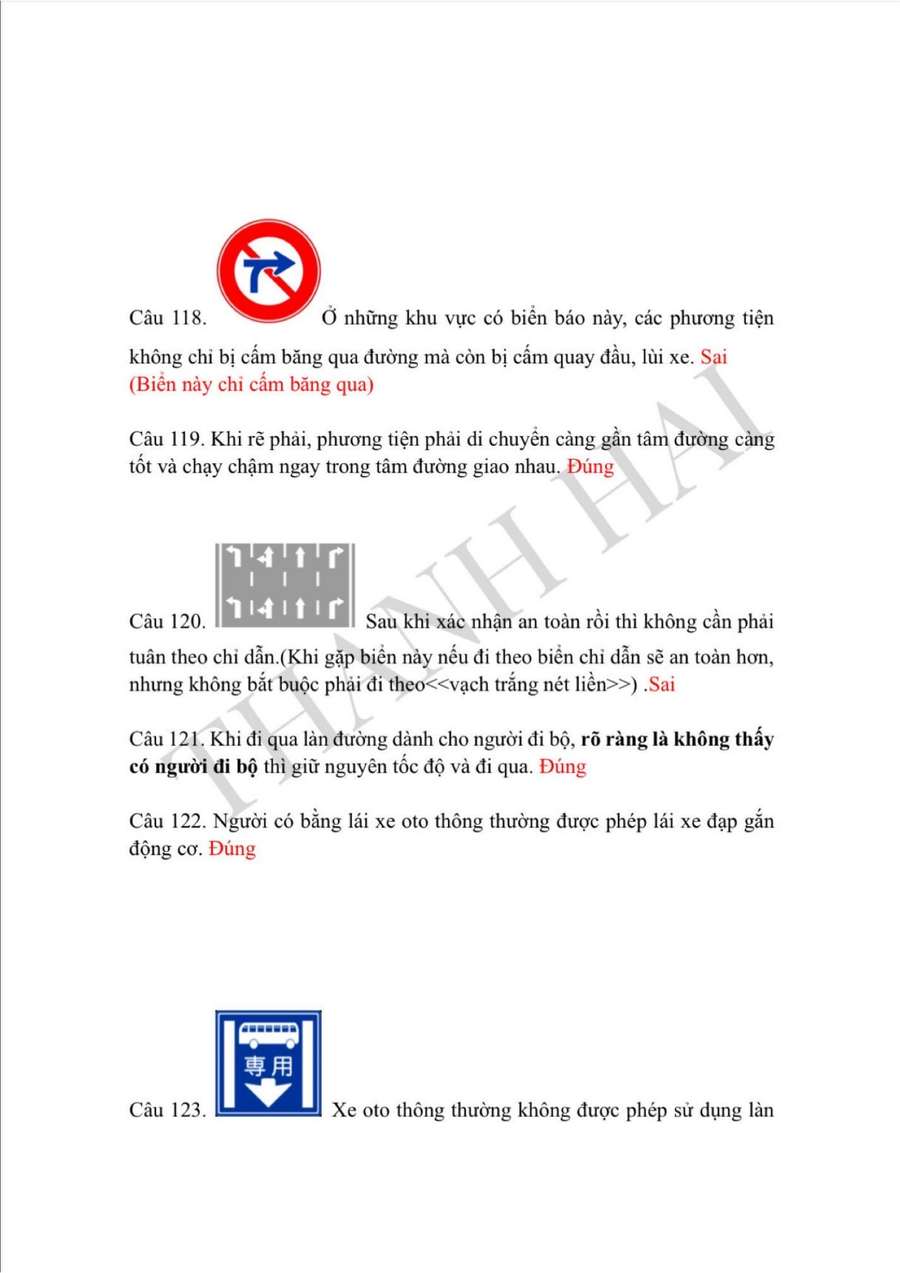 Câu 118. Ở những khu vực có biển báo này, các phương tiện
không chỉ bị cấm băng qua đường mà còn bị cấm quay đầu, lùi xe. Sai
(Biển này chỉ cấm băng qua)
Câu 119. Khi rẽ phải, phương tiện phải di chuyển càng gần tâm đường càng
tốt và chạy chậm ngay trong tâm đường giao nhau. Đúng
Câu 120. Sau khi xác nhận an toàn rồi thì không cần phải
tuân theo chỉ dẫn.(Khi gặp biển này nếu đi theo biển chỉ dẫn sẽ an toàn hơn,
nhưng không bắt buộc phải đi theo<<vạch trắng nét liền>>) .Sai
Câu 121. Khi đi qua làn đường dành cho người đi bộ, rõ ràng là không thấy
có người đi bộ thì giữ nguyên tốc độ và đi qua. Đúng
Câu 122. Người có bằng lái xe oto thông thường được phép lái xe đạp gắn
động cơ. Đúng
専用
Câu 123. Xe oto thông thường không được phép sử dụng làn
THANH HAI